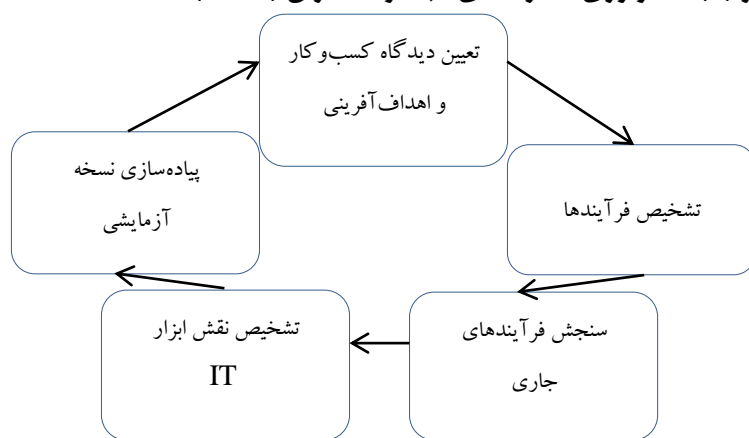 تعیین دیدگاه کسب‌وکار
و اهداف‌آفرینی
تشخیص فرآیندها
سنجش فرآیندهای
جاری
تشخیص نقش ابزار
IT
پیاده‌سازی نسخه
آزمایشی